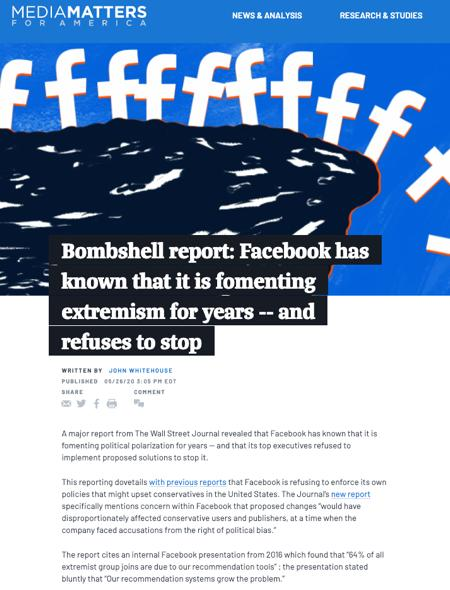 MEDIAMATTERS
FOR AMERICA
NEWS & ANALYSIS
RESEARCH & STUDIES
f f f f f f f f f f
Bombshell report: Facebook has
known that it is fomenting
extremism for years -- and
refuses to stop
WRITTEN BY JOHN WHITEHOUSE
PUBLISHED 05/26/20 3:05 PM EDT
SHARE COMMENT
A major report from The Wall Street Journal revealed that Facebook has known that it is
fomenting political polarization for years — and that its top executives refused to
implement proposed solutions to stop it.
This reporting dovetails with previous reports that Facebook is refusing to enforce its own
policies that might upset conservatives in the United States. The Journal’s new report
specifically mentions concern within Facebook that proposed changes “would have
disproportionately affected conservative users and publishers, at a time when the
company faced accusations from the right of political bias.”
The report cites an internal Facebook presentation from 2016 which found that “64% of all
extremist group joins are due to our recommendation tools” ; the presentation stated
bluntly that “Our recommendation systems grow the problem.”